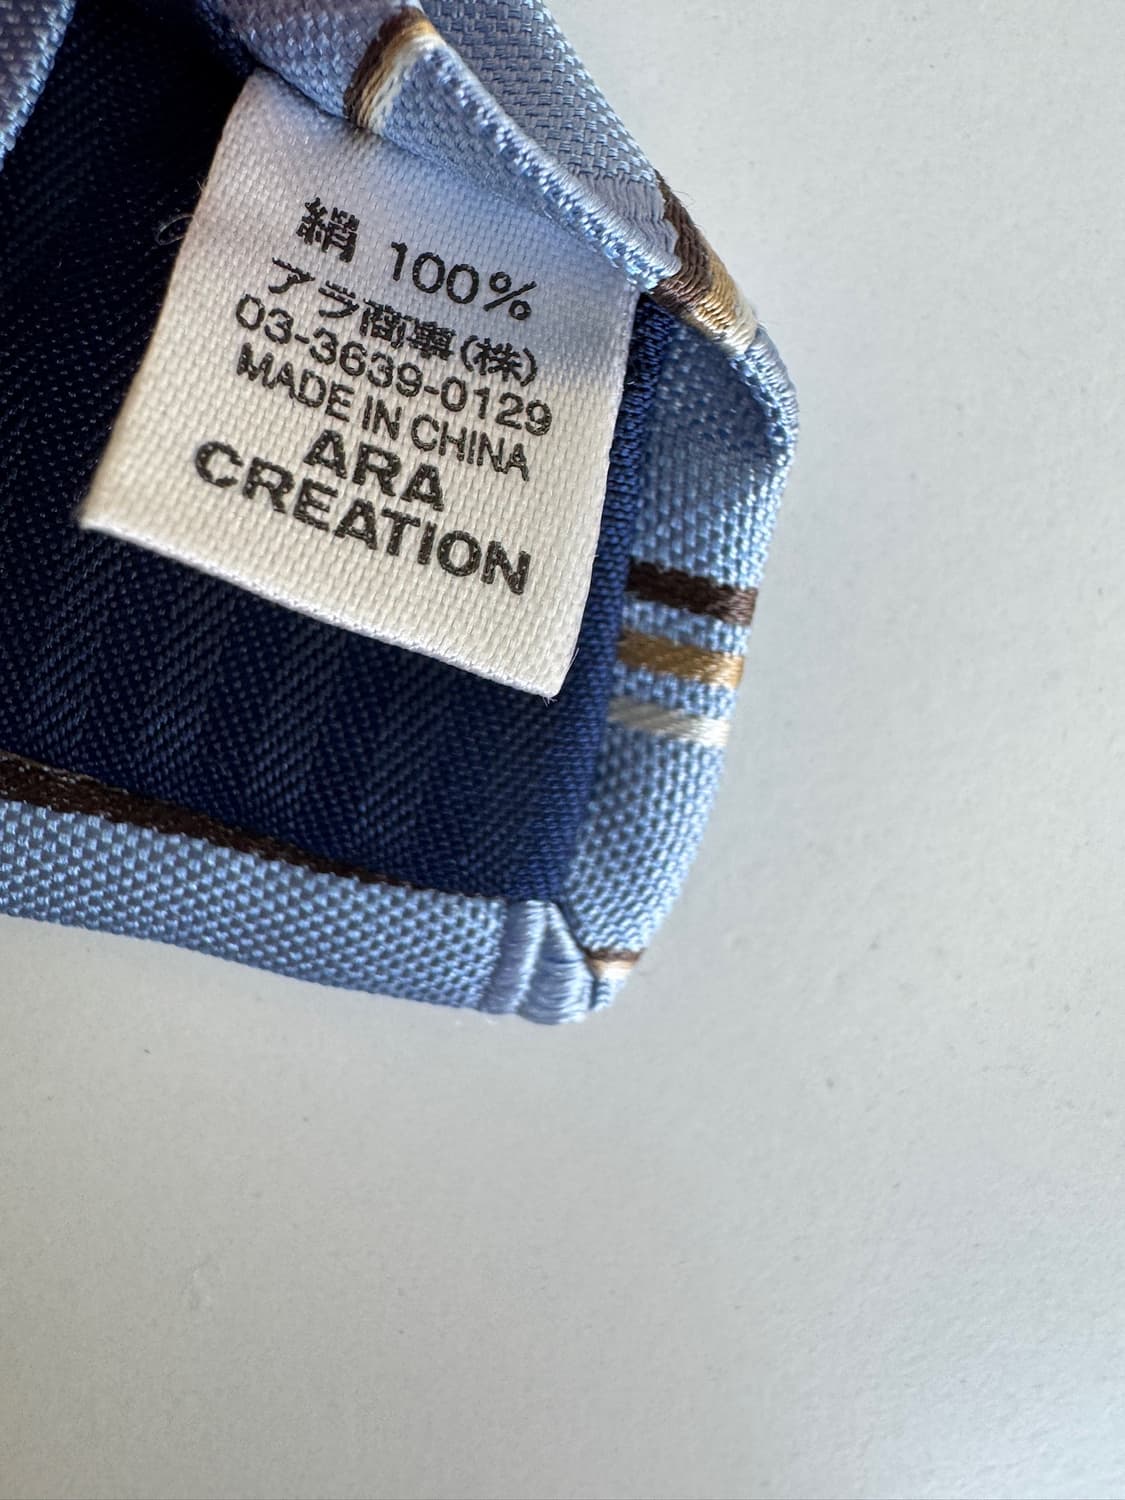 絹 100%
アラ商事(株)
03-3639-0129
MADE IN CHINA
ARA
CREATION